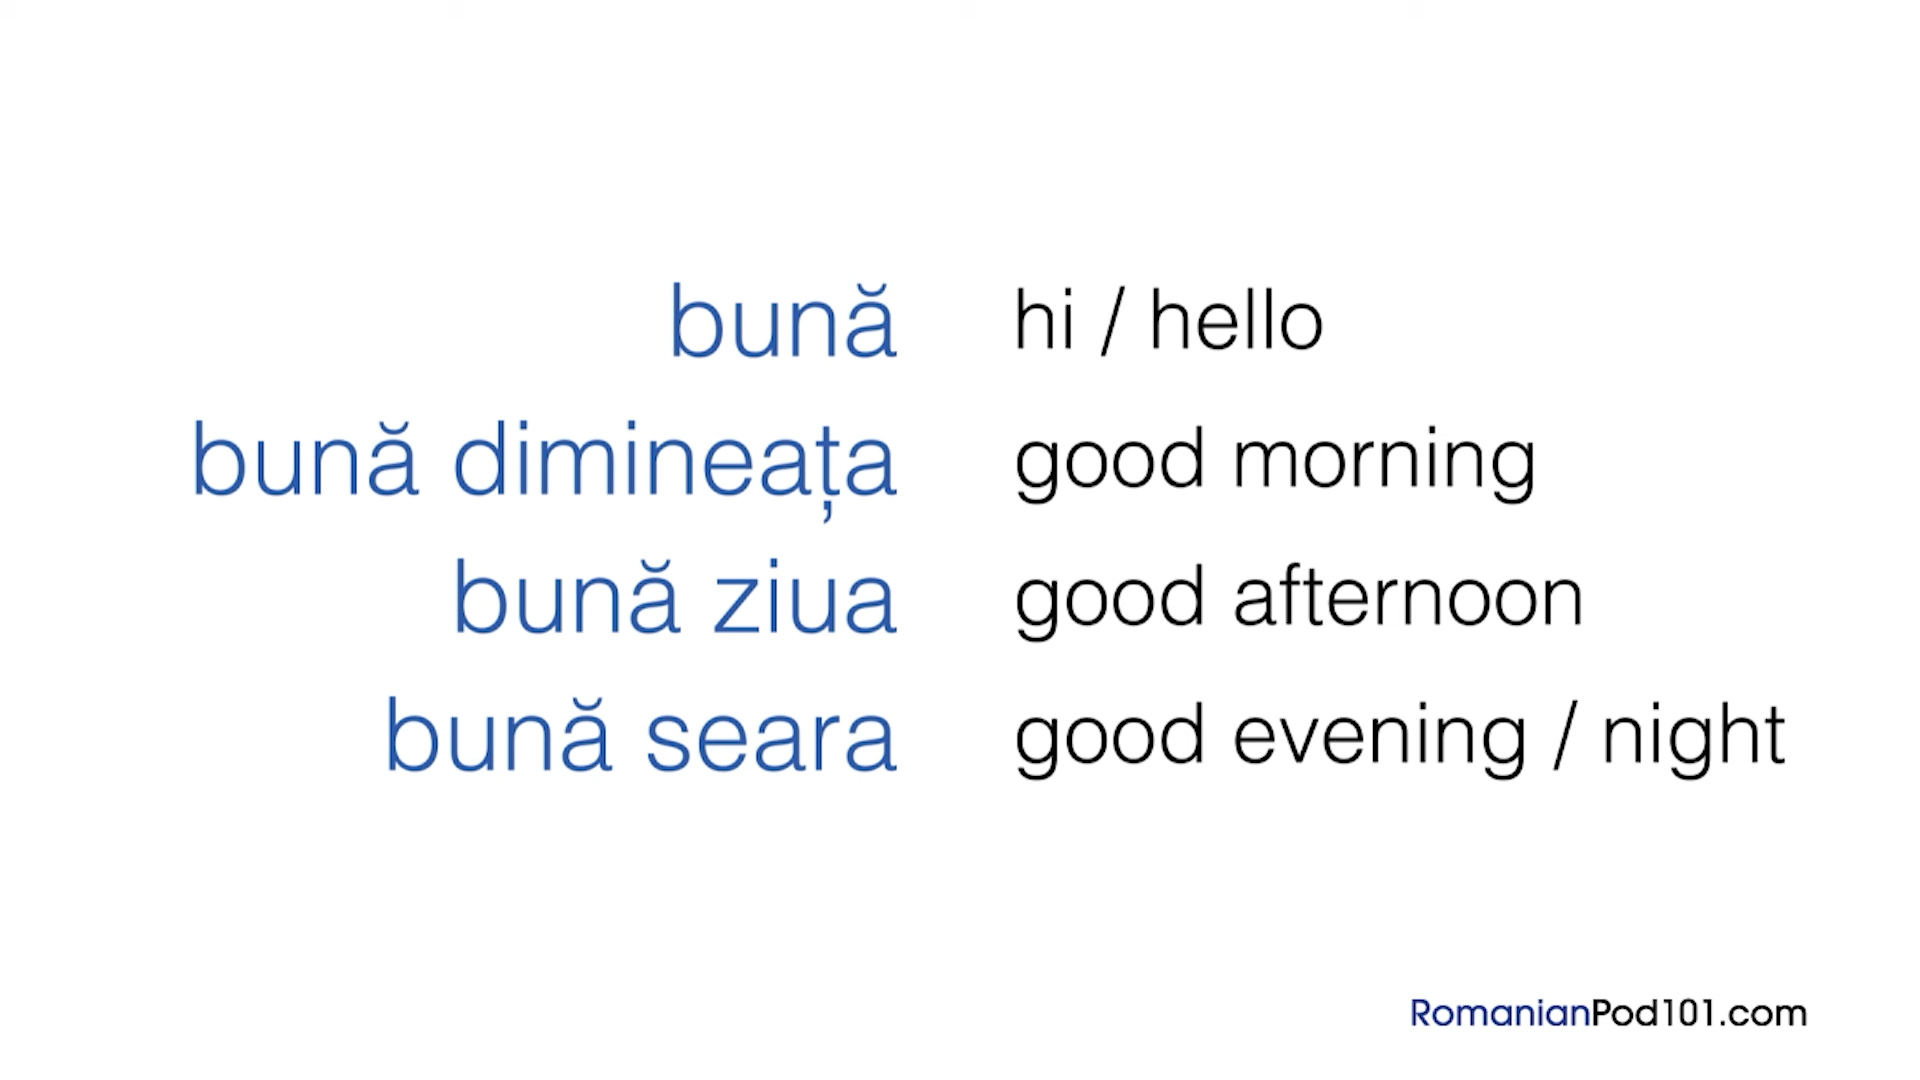 bună hi / hello
bună dimineața good morning
bună ziua good afternoon
bună seara good evening / night
RomanianPod101.com